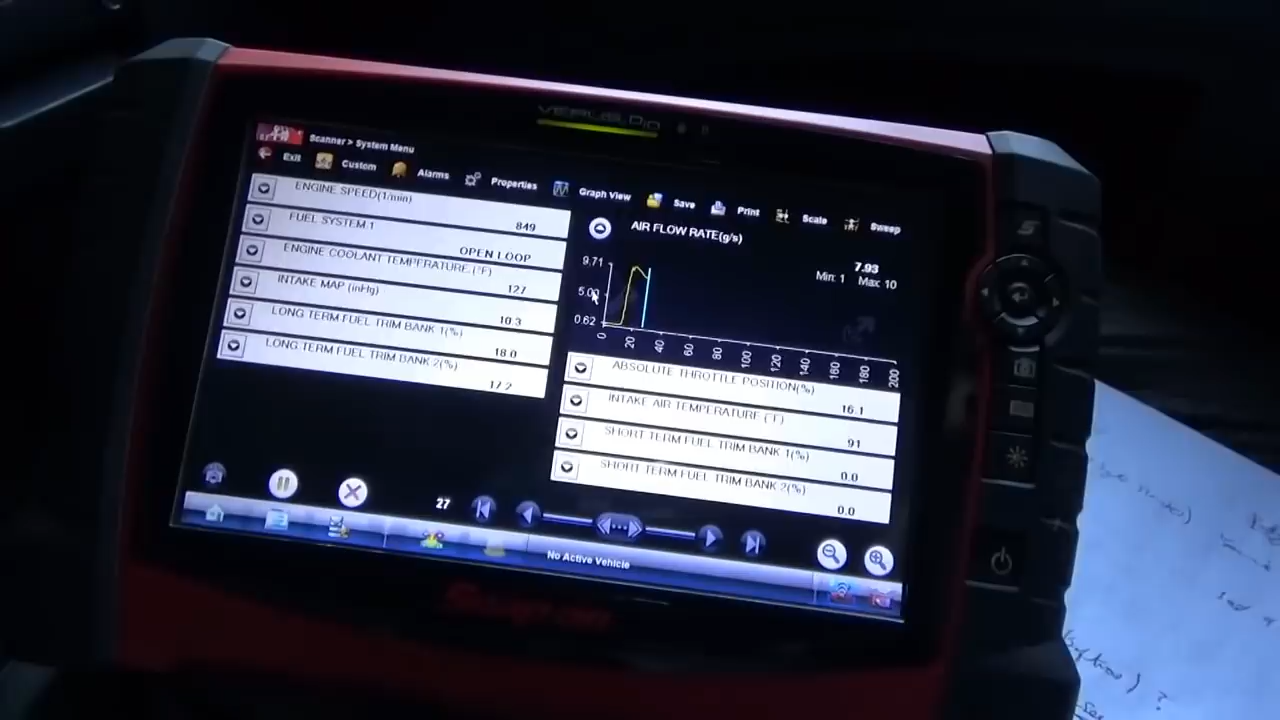 VERUS Pro
Scanner > System Menu
Exit Custom Alarms Properties Graph View Save Print Scale Sweep
ENGINE SPEED(1/min)
849
FUEL SYSTEM 1
OPEN LOOP
ENGINE COOLANT TEMPERATURE (°F)
127
INTAKE MAP (inHg)
10.3
LONG TERM FUEL TRIM BANK 1(%)
18.0
LONG TERM FUEL TRIM BANK 2(%)
17.2
AIR FLOW RATE(g/s)
7.93
Min: 1 Max: 10
9.71
5.00
0.62
0 20 40 60 80 100 120 140 160 180 200
ABSOLUTE THROTTLE POSITION(%)
16.1
INTAKE AIR TEMPERATURE (°F)
91
SHORT TERM FUEL TRIM BANK 1(%)
0.0
SHORT TERM FUEL TRIM BANK 2(%)
0.0
27
No Active Vehicle
Snap-on